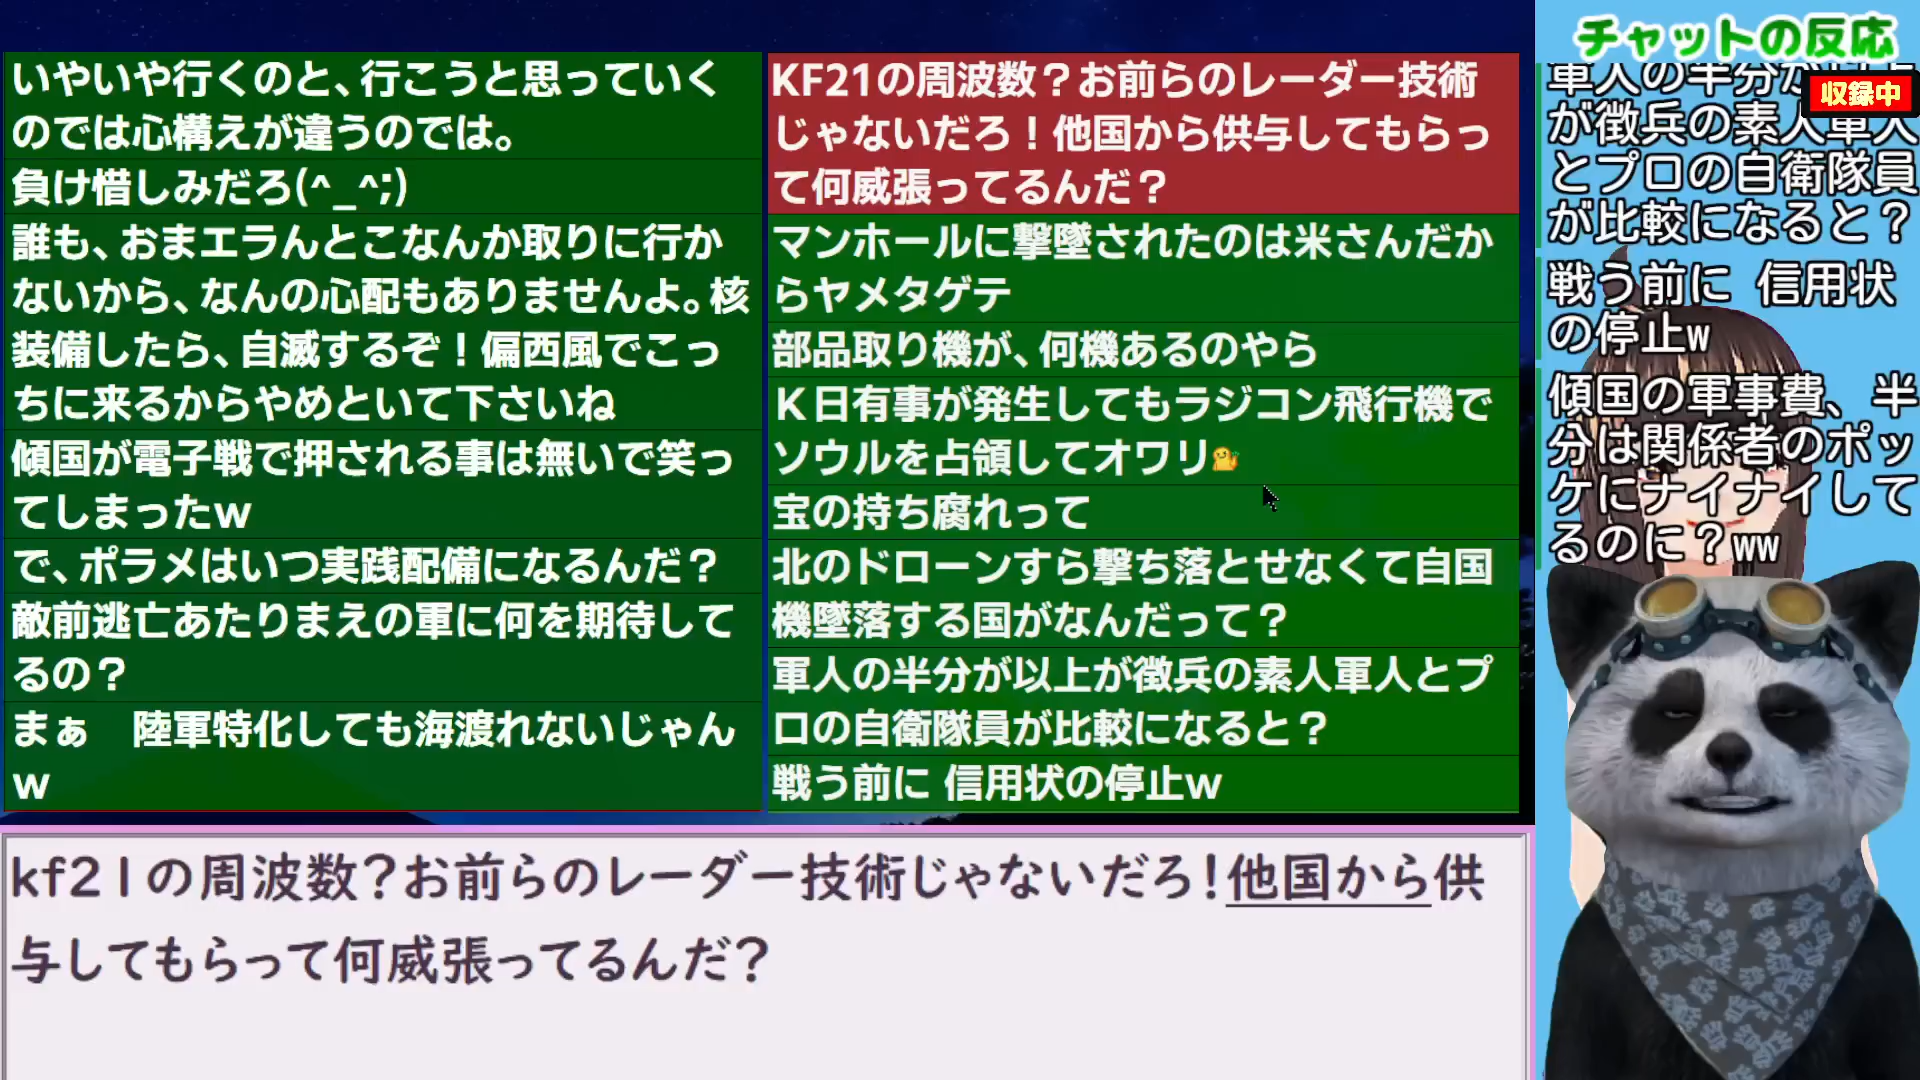 いやいや行くのと、行こうと思っていく
のでは心構えが違うのでは。
負け惜しみだろ(^_^;)
誰も、おまエラんとこなんか取りに行か
ないから、なんの心配もありませんよ。核
装備したら、自滅するぞ！偏西風でこっ
ちに来るからやめといて下さいね
傾国が電子戦で押される事は無いで笑っ
てしまったw
で、ポラメはいつ実践配備になるんだ？
敵前逃亡あたりまえの軍に何を期待して
るの？
まぁ　陸軍特化しても海渡れないじゃん
w
KF21の周波数？お前らのレーダー技術
じゃないだろ！他国から供与してもらっ
て何威張ってるんだ？
マンホールに撃墜されたのは米さんだか
らヤメタゲテ
部品取り機が、何機あるのやら
K日有事が発生してもラジコン飛行機で
ソウルを占領してオワリ
宝の持ち腐れって
北のドローンすら撃ち落とせなくて自国
機墜落する国がなんだって？
軍人の半分が以上が徴兵の素人軍人とプ
ロの自衛隊員が比較になると？
戦う前に 信用状の停止w
kf21の周波数?お前らのレーダー技術じゃないだろ!他国から供
与してもらって何威張ってるんだ?
チャットの反応
収録中
軍人の半分が
が徴兵の素人軍人
とプロの自衛隊員
が比較になると？
戦う前に 信用状
の停止w
傾国の軍事費、半
分は関係者のポッ
ケにナイナイして
るのに？ww